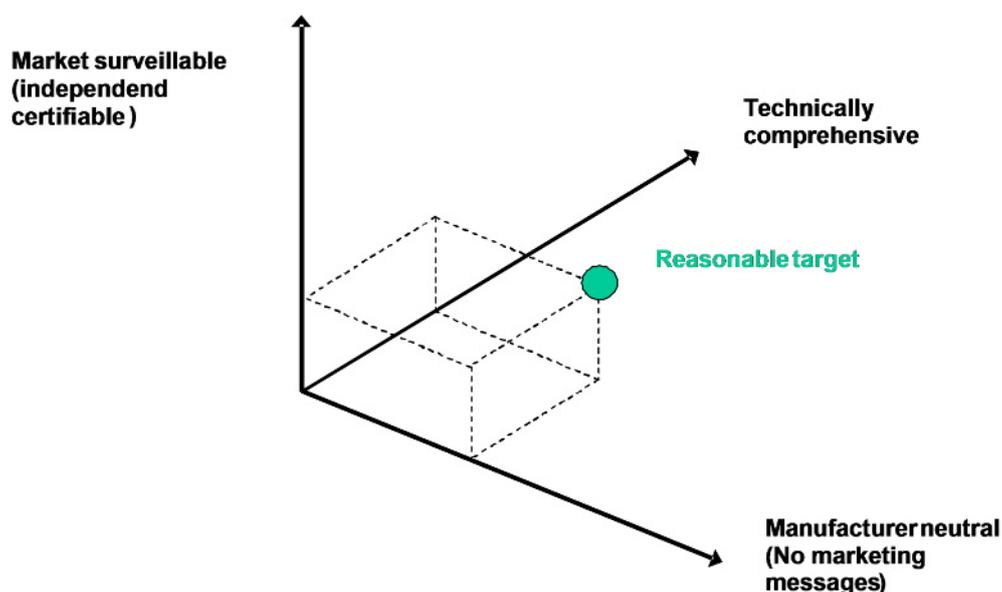 Market surveillable
(independend
certifiable )
Technically
comprehensive
Reasonable target
Manufacturer neutral
(No marketing
messages)